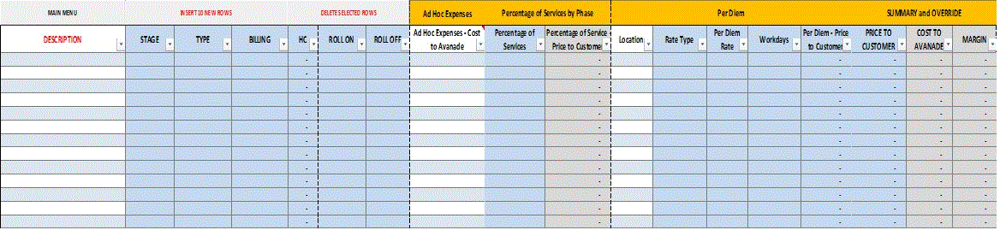 MAIN MENU INSERT 10 NEW ROWS DELETE SELECTED ROWS Ad Hoc Expenses Percentage of Services by Phase Per Diem SUMMARY and OVERRIDE
DESCRIPTION STAGE TYPE BILLING HC ROLL ON ROLL OFF Ad Hoc Expenses - Cost to Avanade Percentage of Services Percentage of Service - Price to Customer Location Rate Type Per Diem Rate Workdays Per Diem - Price to Customer PRICE TO CUSTOMER COST TO AVANADE MARGIN
- - - - - -
- - - - - -
- - - - - -
- - - - - -
- - - - - -
- - - - - -
- - - - - -
- - - - - -
- - - - - -
- - - - - -
- - - - - -
- - - - - -
- - - - - -